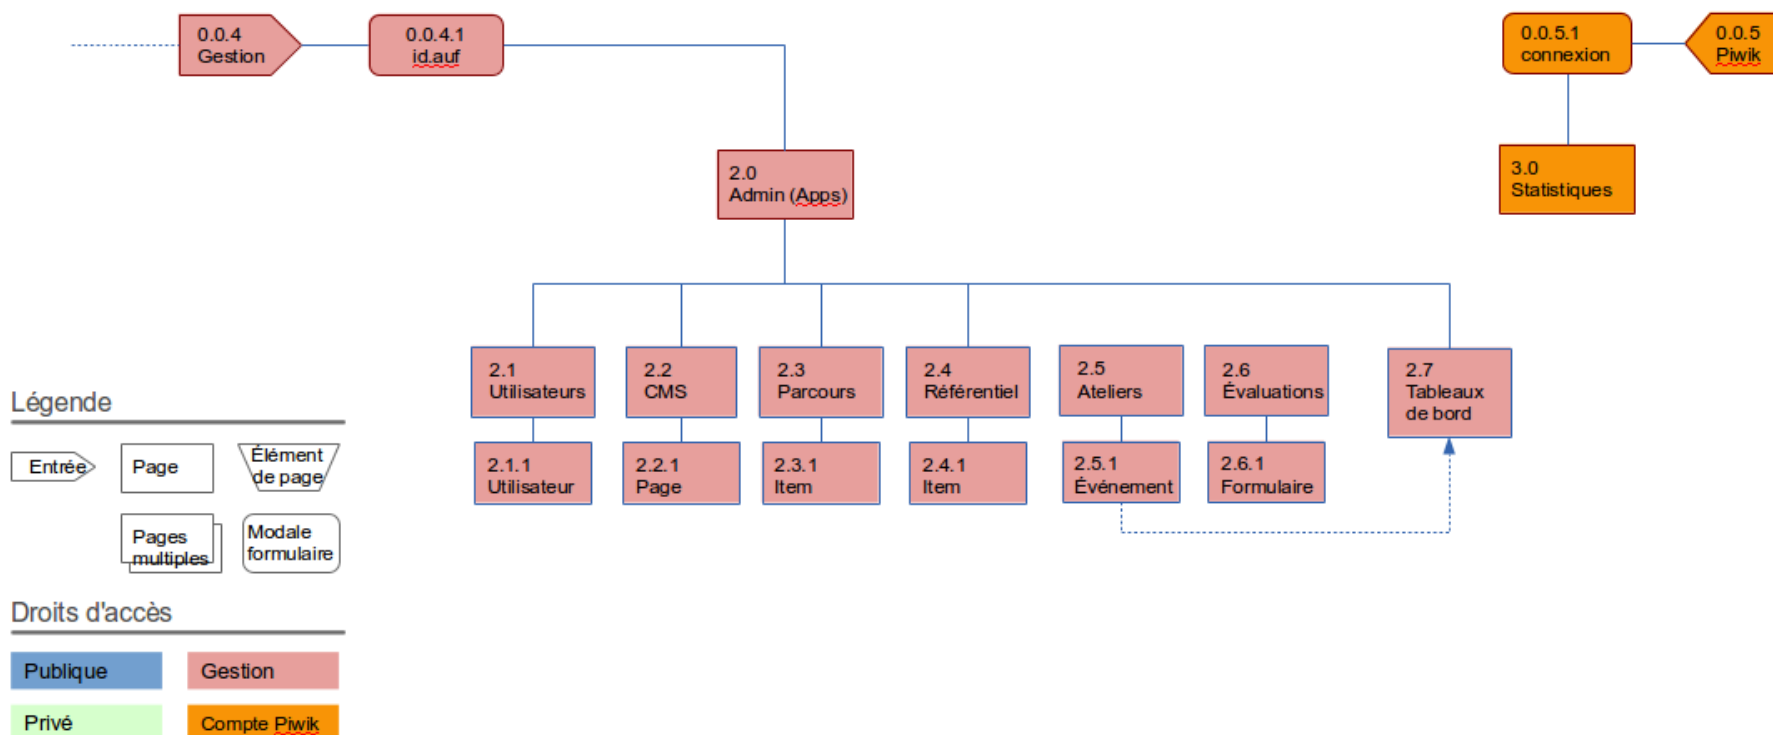 0.0.4
Gestion
0.0.4.1
id.auf
0.0.5.1
connexion
0.0.5
Piwik
2.0
Admin (Apps)
3.0
Statistiques
2.1
Utilisateurs
2.2
CMS
2.3
Parcours
2.4
Référentiel
2.5
Ateliers
2.6
Évaluations
2.7
Tableaux
de bord
2.1.1
Utilisateur
2.2.1
Page
2.3.1
Item
2.4.1
Item
2.5.1
Événement
2.6.1
Formulaire
Légende
Entrée
Page
Élément
de page
Pages
multiples
Modale
formulaire
Droits d'accès
Publique
Gestion
Privé
Compte Piwik